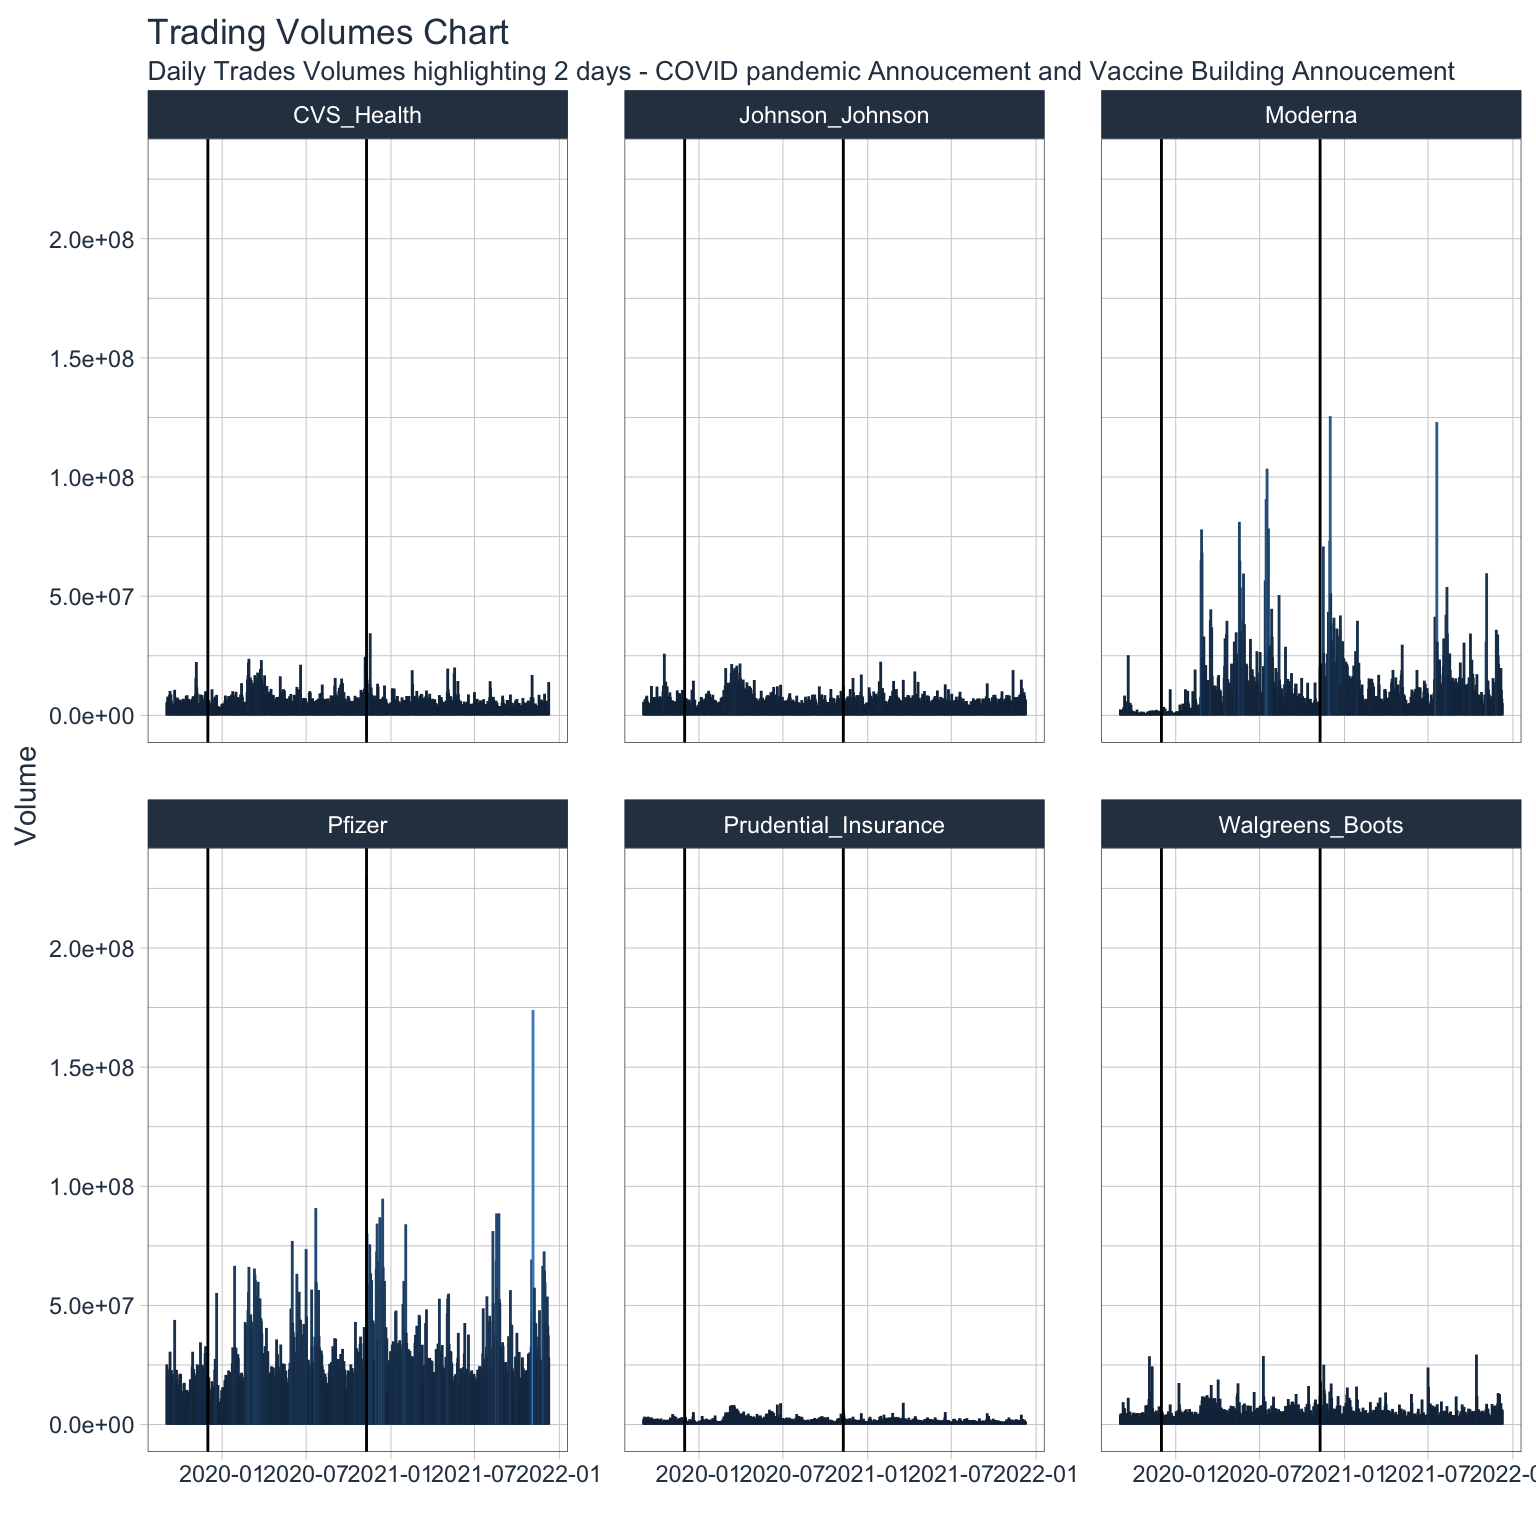 Trading Volumes Chart
Daily Trades Volumes highlighting 2 days - COVID pandemic Annoucement and Vaccine Building Annoucement
CVS_Health
Johnson_Johnson
Moderna
2.0e+08
1.5e+08
1.0e+08
5.0e+07
0.0e+00
Volume
Pfizer
Prudential_Insurance
Walgreens_Boots
2.0e+08
1.5e+08
1.0e+08
5.0e+07
0.0e+00
2020-01 2020-07 2021-01 2021-07 2022-01
2020-01 2020-07 2021-01 2021-07 2022-01
2020-01 2020-07 2021-01 2021-07 2022-0